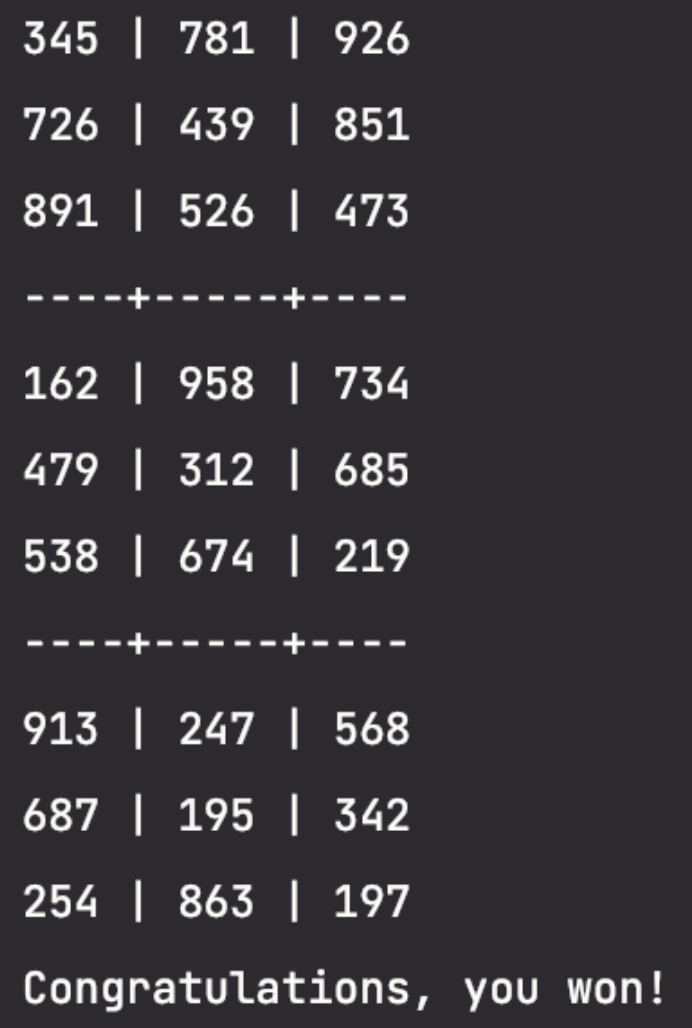 345 | 781 | 926
726 | 439 | 851
891 | 526 | 473
----+-----+----
162 | 958 | 734
479 | 312 | 685
538 | 674 | 219
----+-----+----
913 | 247 | 568
687 | 195 | 342
254 | 863 | 197
Congratulations, you won!